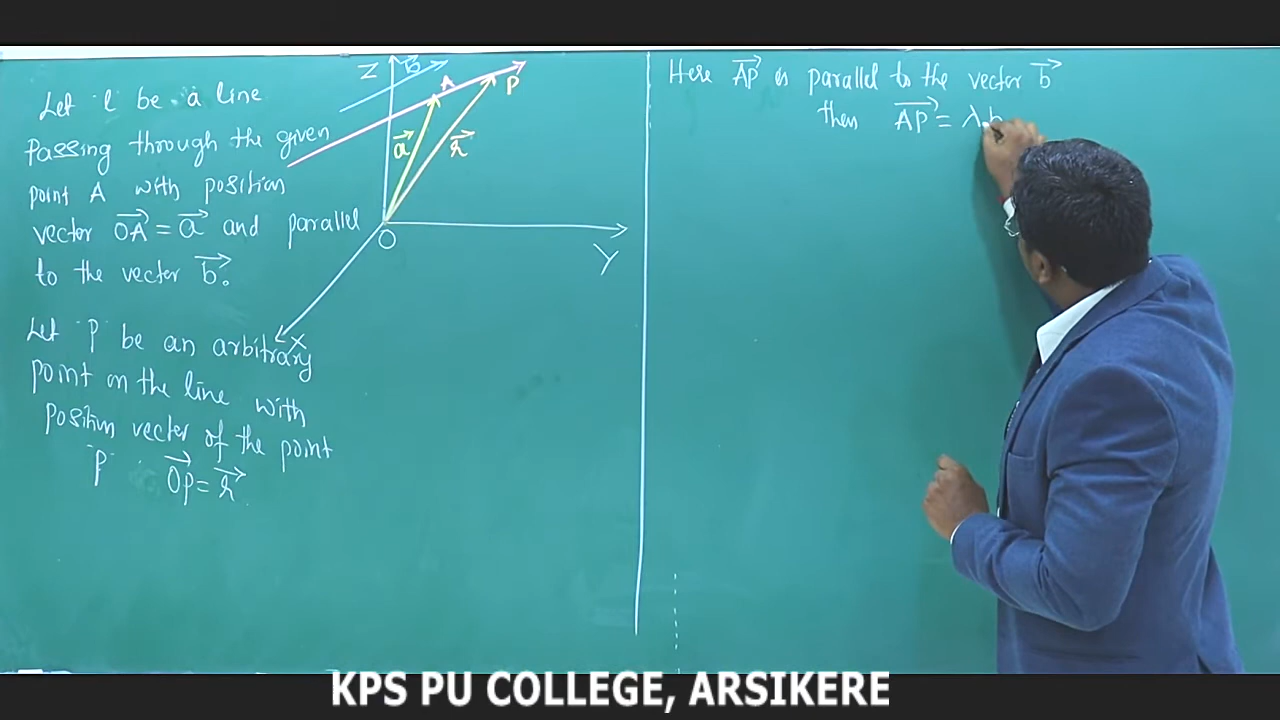 Let 'l' be a line
Passing through the given
point A with position
vector OA = a and parallel
to the vector b.
Let 'P' be an arbitrary
point on the line with
Position vector of the point
'P' OP = r
Z
b
A
P
a
r
O
Y
X
Here AP is parallel to the vector b
then AP = λ.b
KPS PU COLLEGE, ARSIKERE